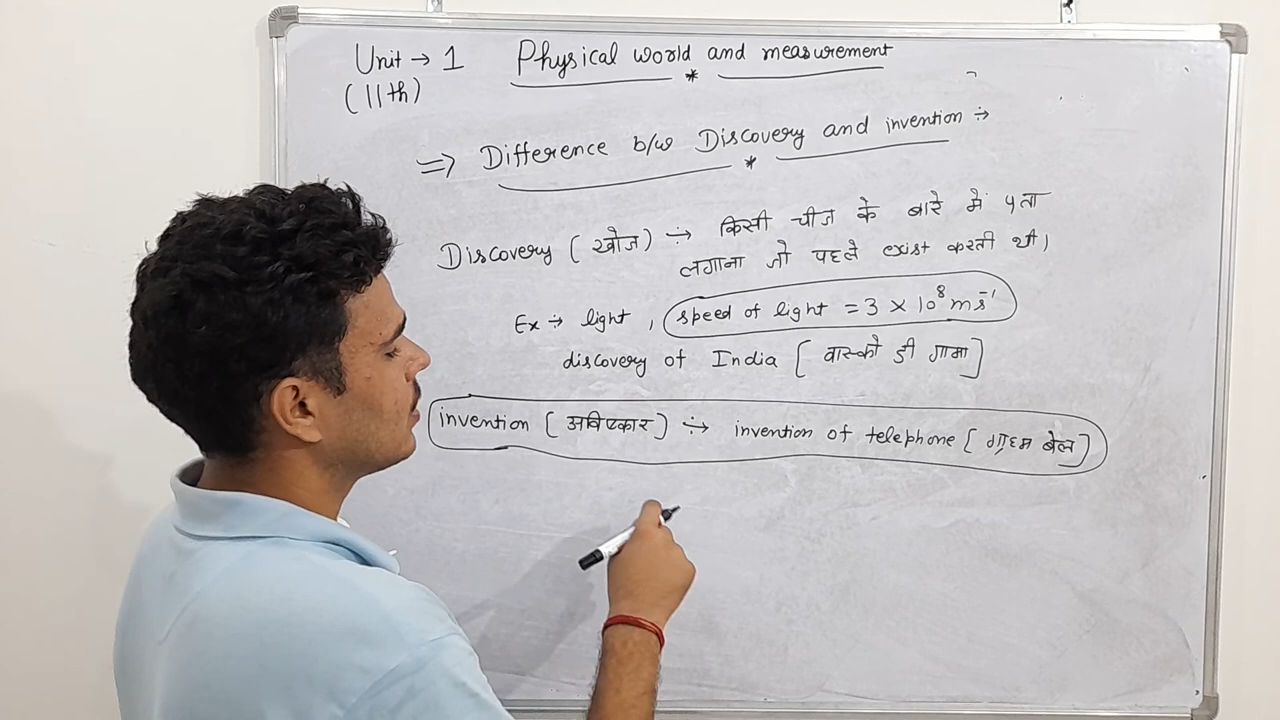 Unit → 1 Physical world and measurement
(11th)
⇒ Difference b/w Discovery and invention ÷
Discovery ( खोज ) ÷→ किसी चीज के बारे में पता
लगाना जो पहले exist करती थी।
Ex ÷→ light , speed of light = 3 × 10⁸ ms⁻¹
discovery of India [ वास्को डी गामा ]
invention [ अविष्कार ] ÷→ invention of telephone [ ग्राहम बेल ]